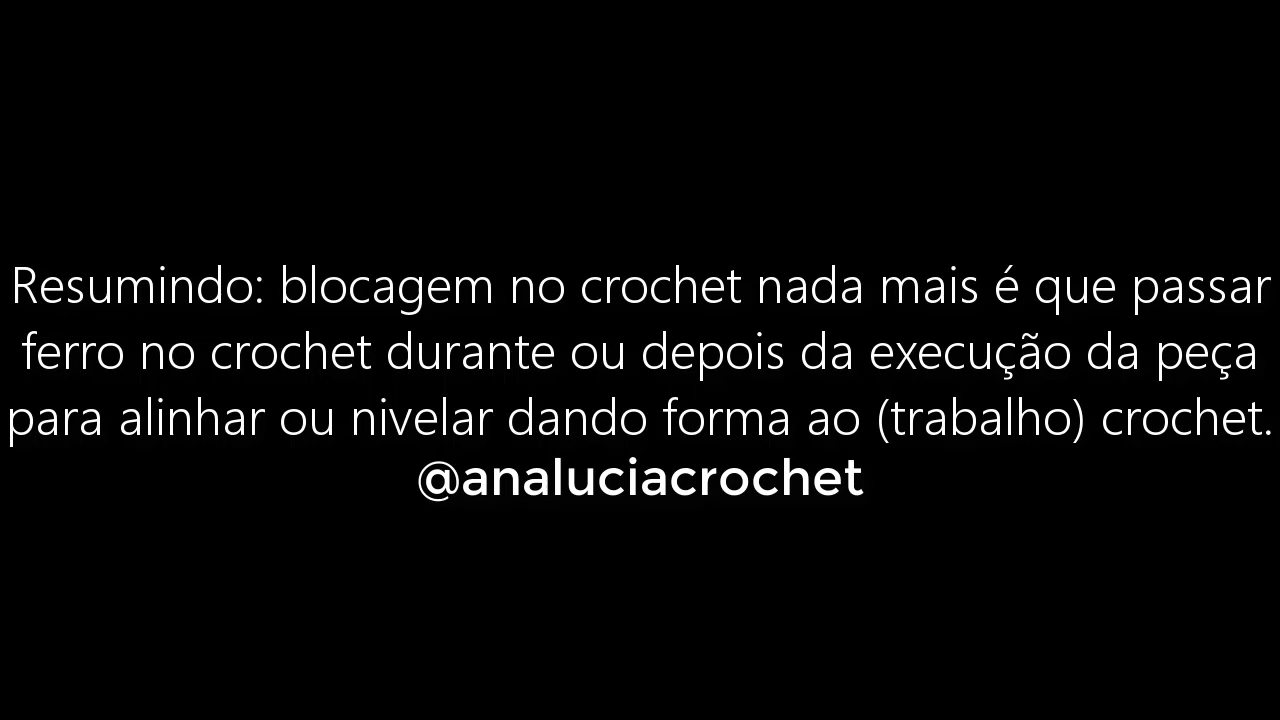 Resumindo: blocagem no crochet nada mais é que passar
ferro no crochet durante ou depois da execução da peça
para alinhar ou nivelar dando forma ao (trabalho) crochet.
@analuciacrochet